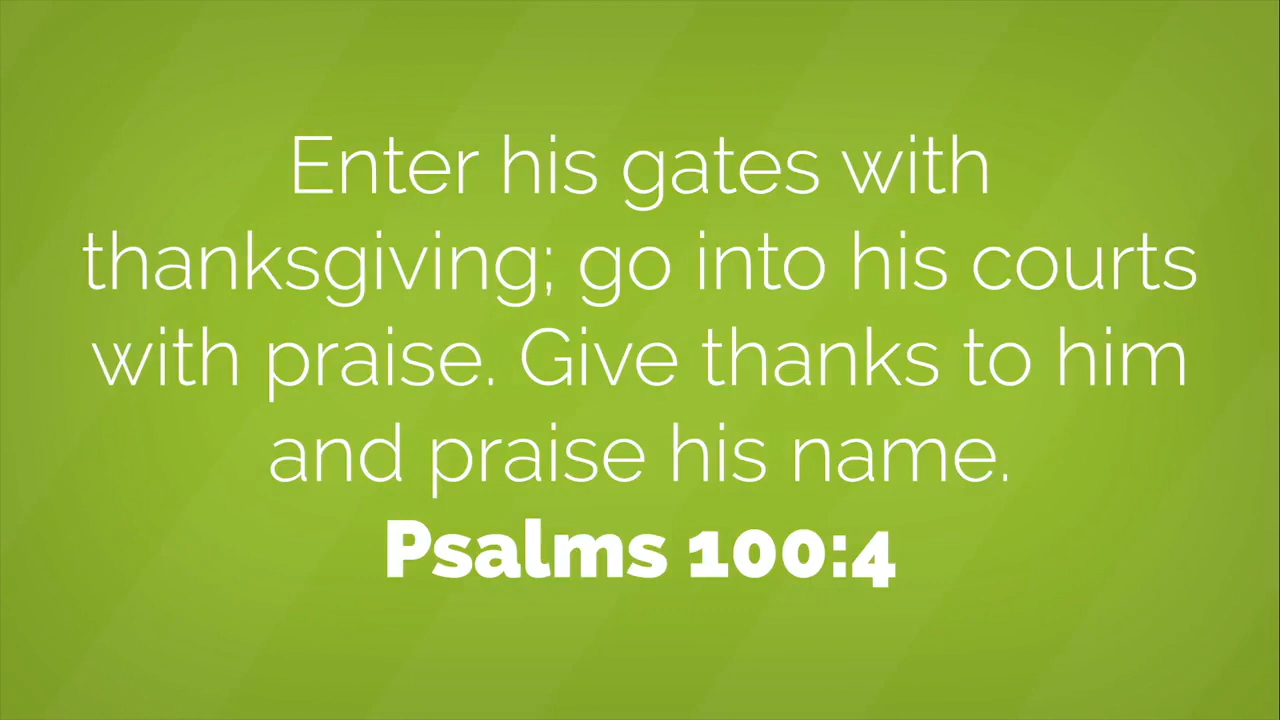 Enter his gates with
thanksgiving; go into his courts
with praise. Give thanks to him
and praise his name.
Psalms 100:4